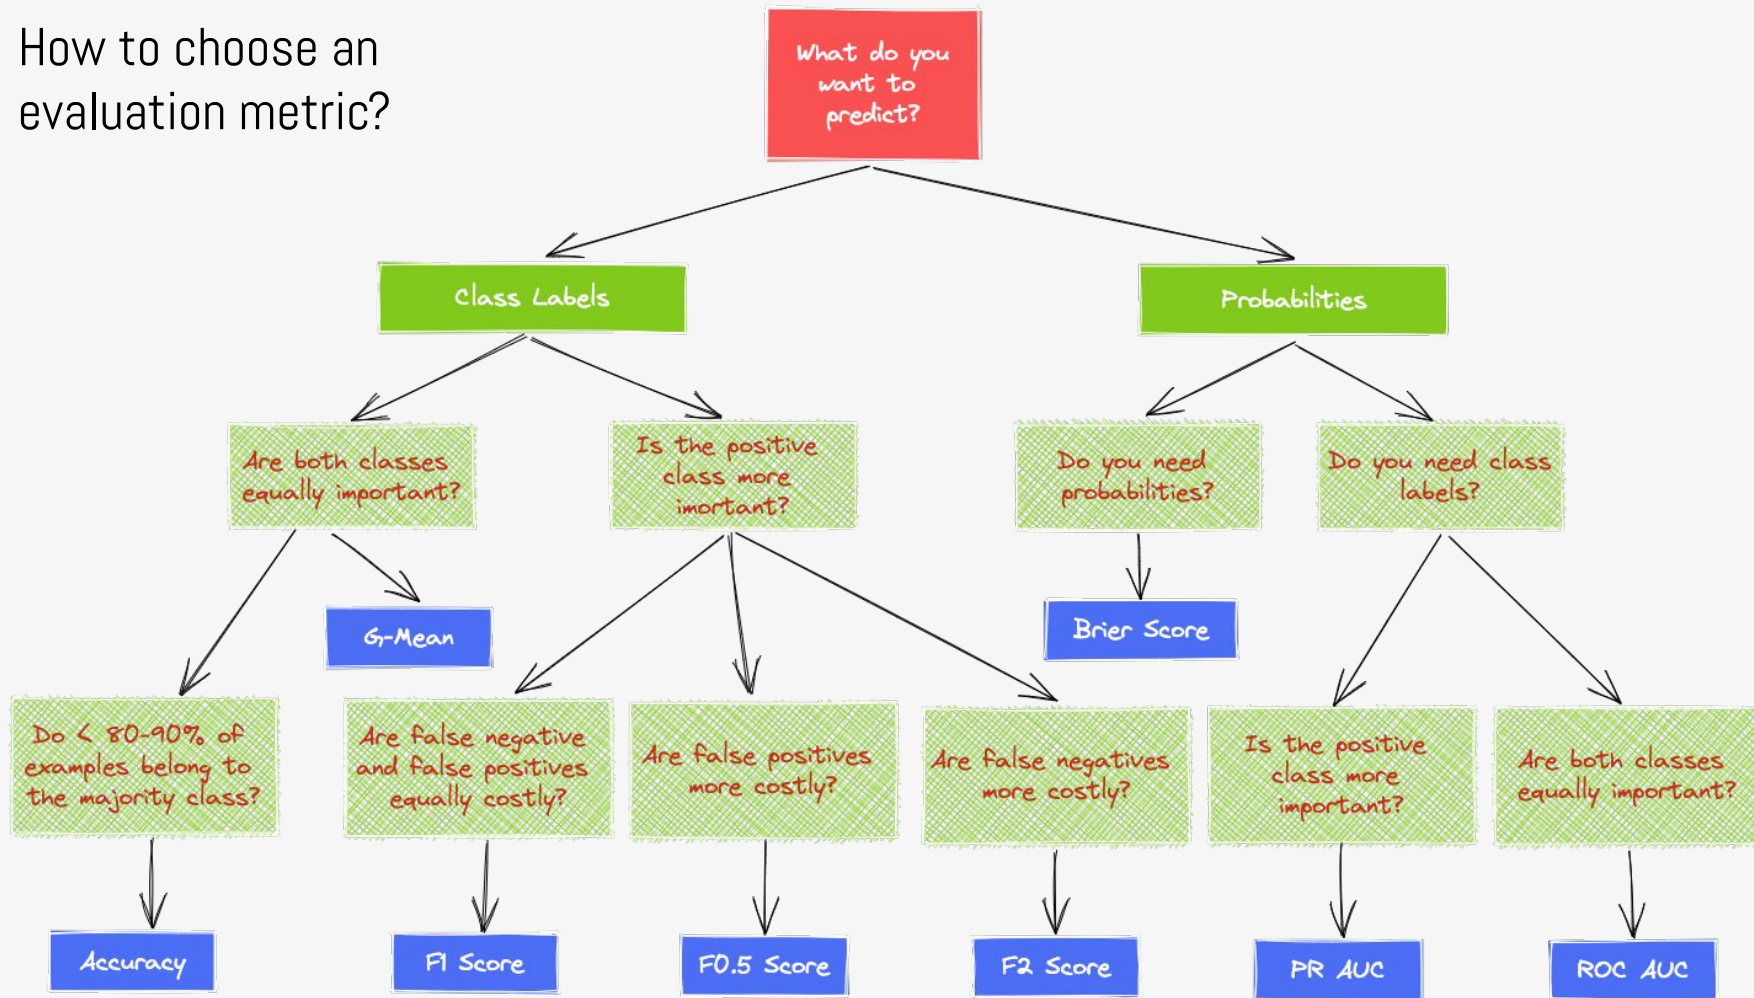 How to choose an
evaluation metric?
What do you
want to
predict?
Class Labels
Probabilities
Are both classes
equally important?
Is the positive
class more
imortant?
Do you need
probabilities?
Do you need class
labels?
G-Mean
Brier Score
Do < 80-90% of
examples belong to
the majority class?
Are false negative
and false positives
equally costly?
Are false positives
more costly?
Are false negatives
more costly?
Is the positive
class more
important?
Are both classes
equally important?
Accuracy
F1 Score
F0.5 Score
F2 Score
PR AUC
ROC AUC